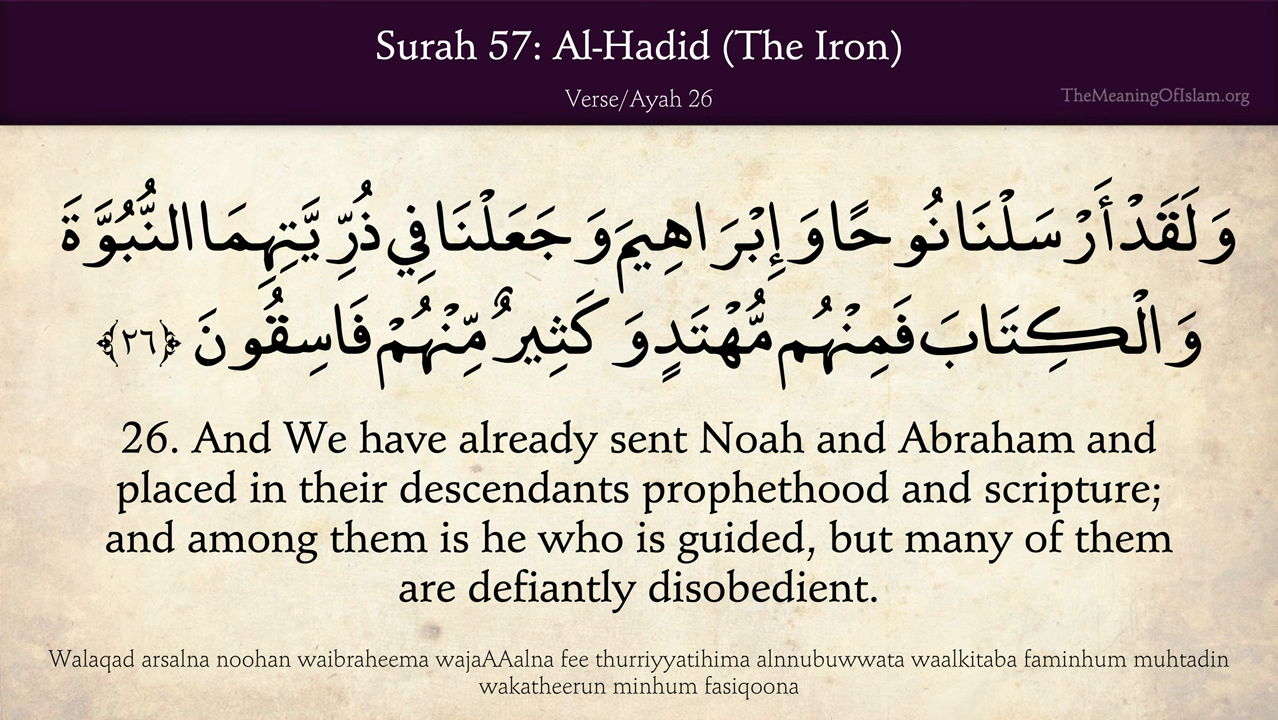 Surah 57: Al-Hadid (The Iron)
Verse/Ayah 26
TheMeaningOfIslam.org
وَلَقَدْ أَرْسَلْنَا نُوحًا وَإِبْرَاهِيمَ وَجَعَلْنَا فِي ذُرِّيَّتِهِمَا النُّبُوَّةَ
وَالْكِتَابَ فَمِنْهُم مُّهْتَدٍ وَكَثِيرٌ مِّنْهُمْ فَاسِقُونَ ﴿٢٦﴾
26. And We have already sent Noah and Abraham and
placed in their descendants prophethood and scripture;
and among them is he who is guided, but many of them
are defiantly disobedient.
Walaqad arsalna noohan waibraheema wajaAAalna fee thurriyyatihima alnnubuwwata waalkitaba faminhum muhtadin
wakatheerun minhum fasiqoona